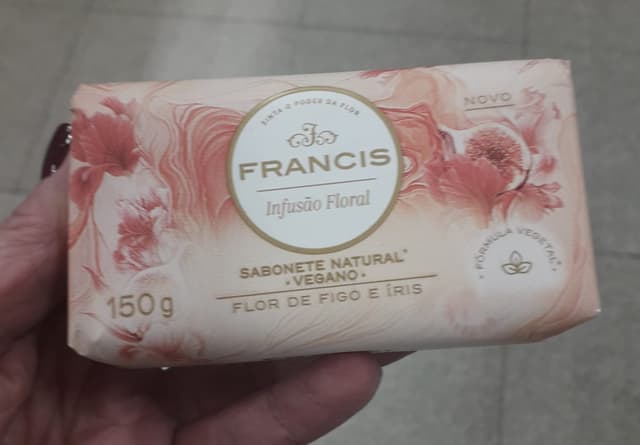 SINTA O PODER DA FLOR
F
FRANCIS
Infusão Floral
NOVO
SABONETE NATURAL*
• VEGANO •
FLOR DE FIGO E ÍRIS
150g
• FÓRMULA VEGETAL* •